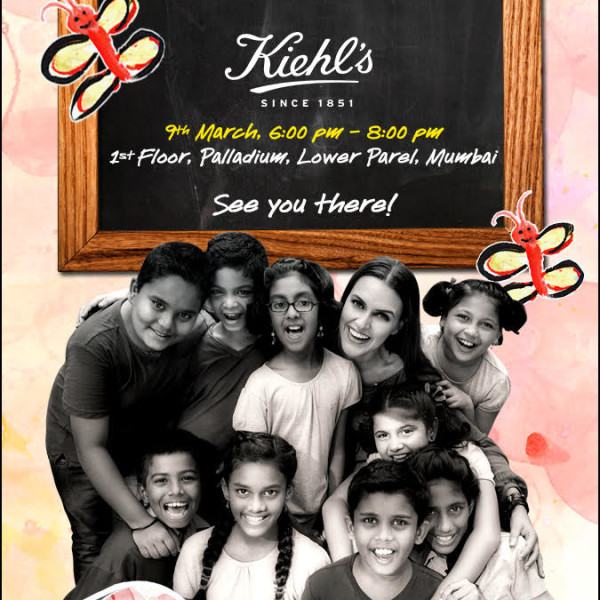 Kiehl's
SINCE 1851
9th March, 6:00 pm – 8:00 pm
1st Floor, Palladium, Lower Parel, Mumbai
See you there!